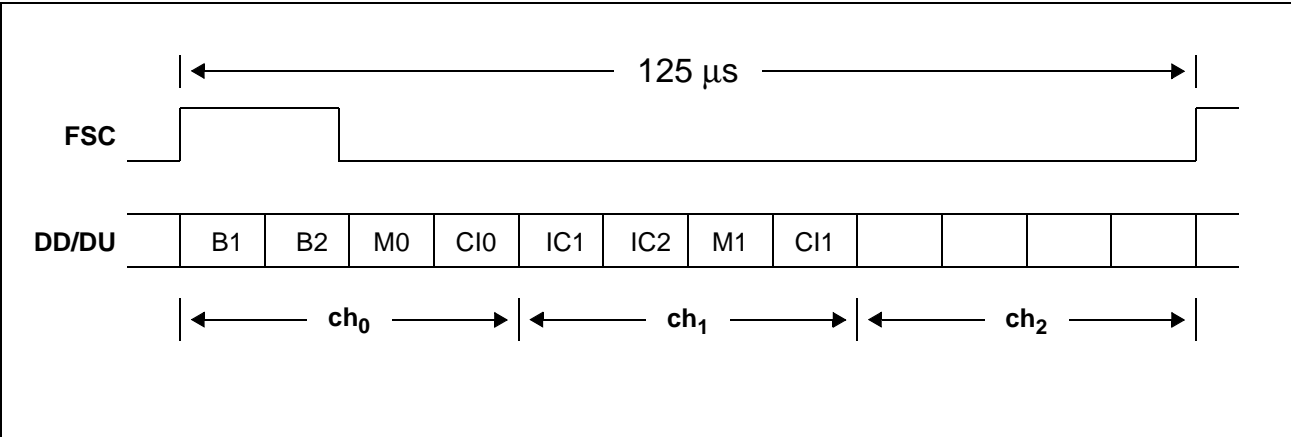 125 μs
FSC
DD/DU B1 B2 M0 CI0 IC1 IC2 M1 CI1
ch0 ch1 ch2